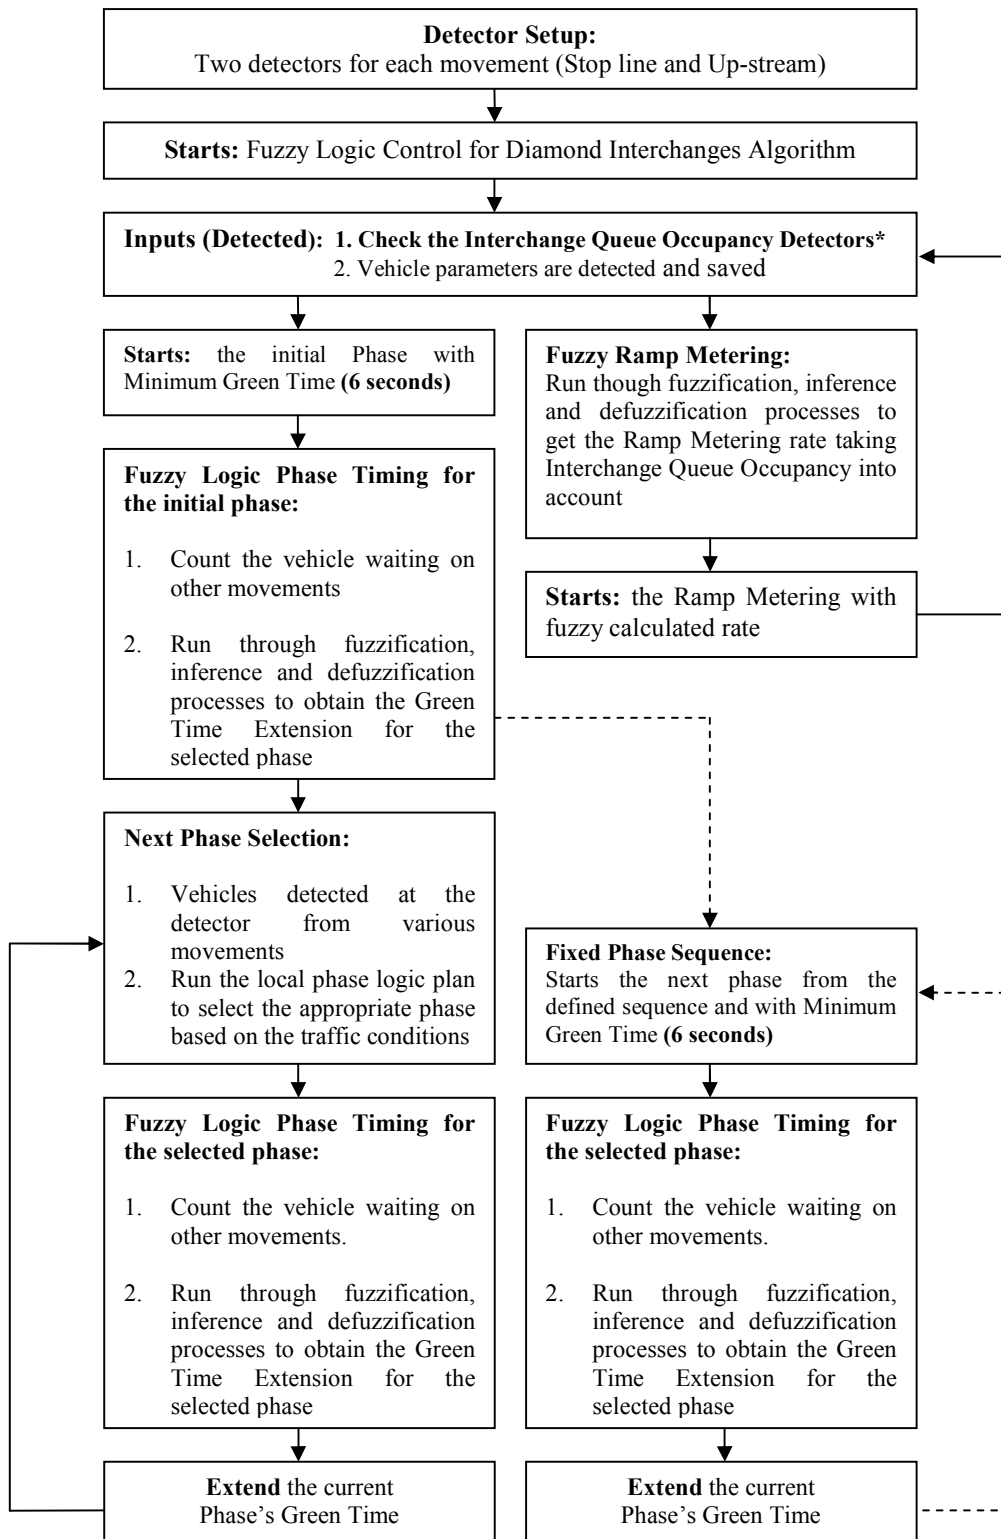 Detector Setup:
Two detectors for each movement (Stop line and Up-stream)
Starts: Fuzzy Logic Control for Diamond Interchanges Algorithm
Inputs (Detected): 1. Check the Interchange Queue Occupancy Detectors*
2. Vehicle parameters are detected and saved
Starts: the initial Phase with
Minimum Green Time (6 seconds)
Fuzzy Ramp Metering:
Run though fuzzification, inference
and defuzzification processes to
get the Ramp Metering rate taking
Interchange Queue Occupancy into
account
Fuzzy Logic Phase Timing for
the initial phase:
1. Count the vehicle waiting on
other movements
2. Run through fuzzification,
inference and defuzzification
processes to obtain the Green
Time Extension for the
selected phase
Starts: the Ramp Metering with
fuzzy calculated rate
Next Phase Selection:
1. Vehicles detected at the
detector from various
movements
2. Run the local phase logic plan
to select the appropriate phase
based on the traffic conditions
Fixed Phase Sequence:
Starts the next phase from the
defined sequence and with Minimum
Green Time (6 seconds)
Fuzzy Logic Phase Timing for
the selected phase:
1. Count the vehicle waiting on
other movements.
2. Run through fuzzification,
inference and defuzzification
processes to obtain the Green
Time Extension for the
selected phase
Fuzzy Logic Phase Timing for
the selected phase:
1. Count the vehicle waiting on
other movements.
2. Run through fuzzification,
inference and defuzzification
processes to obtain the Green
Time Extension for the
selected phase
Extend the current
Phase's Green Time
Extend the current
Phase's Green Time